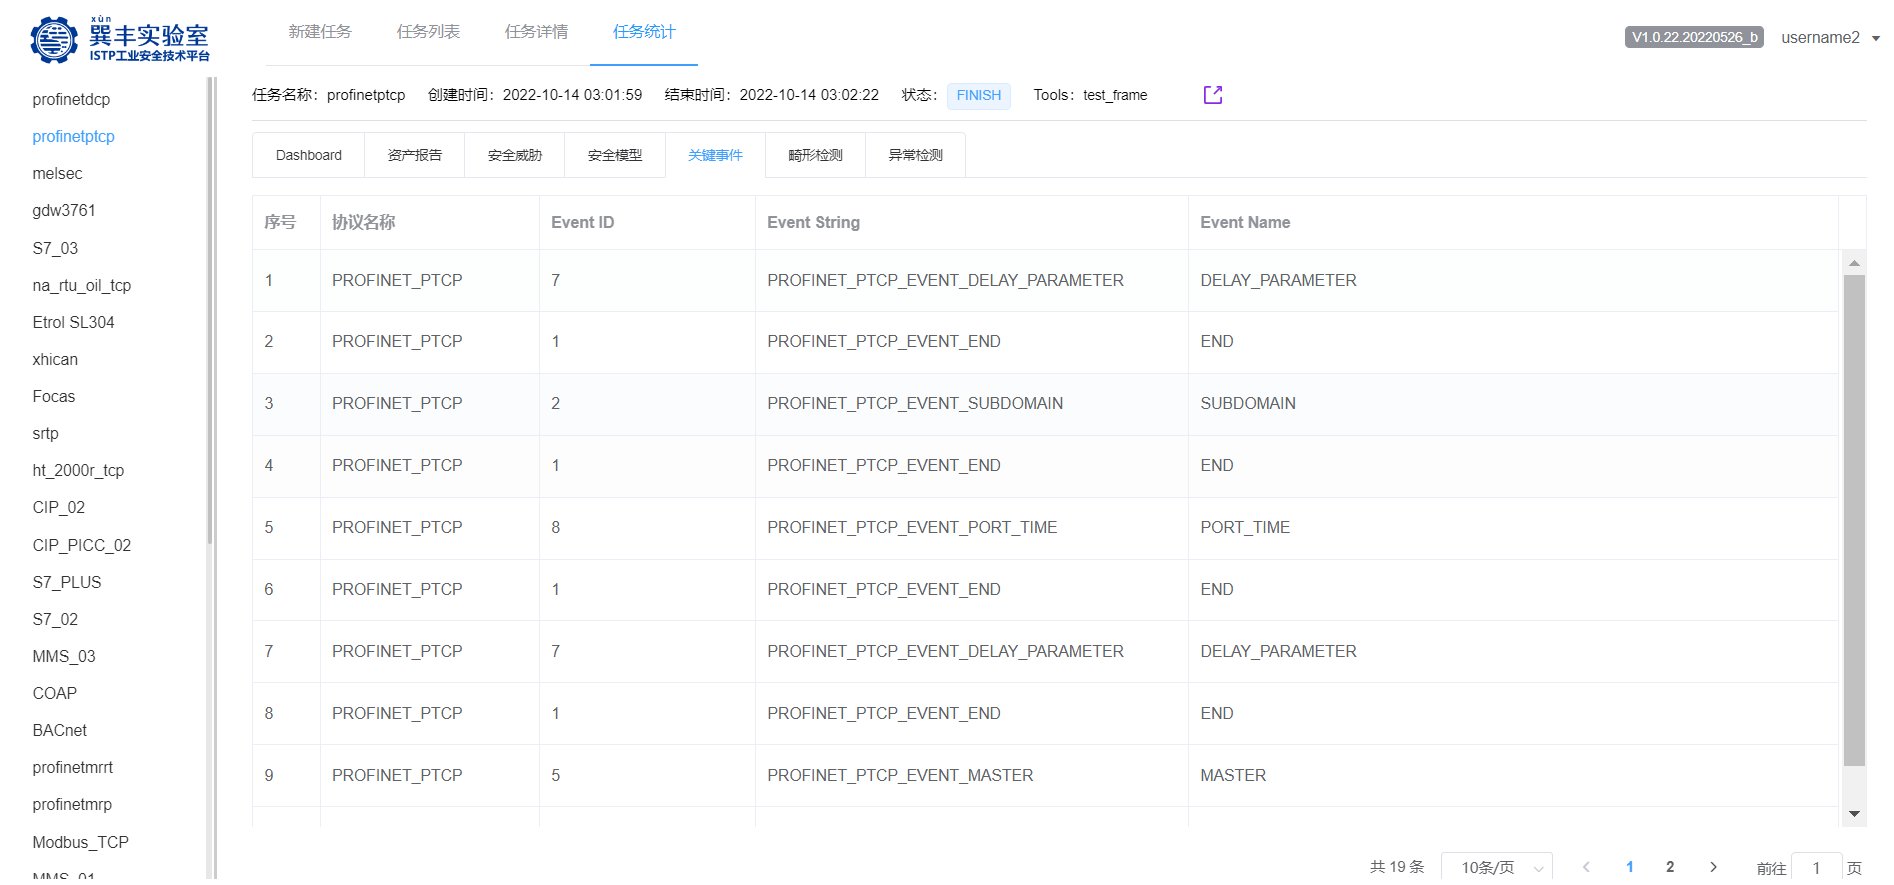 xùn
巽丰实验室
ISTP工业安全技术平台
新建任务 任务列表 任务详情 任务统计
V1.0.22.20220526_b username2
任务名称：profinetptcp 创建时间：2022-10-14 03:01:59 结束时间：2022-10-14 03:02:22 状态：FINISH Tools：test_frame
Dashboard 资产报告 安全威胁 安全模型 关键事件 畸形检测 异常检测
profinetdcp
profinetptcp
melsec
gdw3761
S7_03
na_rtu_oil_tcp
Etrol SL304
xhican
Focas
srtp
ht_2000r_tcp
CIP_02
CIP_PICC_02
S7_PLUS
S7_02
MMS_03
COAP
BACnet
profinetmrrt
profinetmrp
Modbus_TCP
MMS_01
序号 协议名称 Event ID Event String Event Name
1 PROFINET_PTCP 7 PROFINET_PTCP_EVENT_DELAY_PARAMETER DELAY_PARAMETER
2 PROFINET_PTCP 1 PROFINET_PTCP_EVENT_END END
3 PROFINET_PTCP 2 PROFINET_PTCP_EVENT_SUBDOMAIN SUBDOMAIN
4 PROFINET_PTCP 1 PROFINET_PTCP_EVENT_END END
5 PROFINET_PTCP 8 PROFINET_PTCP_EVENT_PORT_TIME PORT_TIME
6 PROFINET_PTCP 1 PROFINET_PTCP_EVENT_END END
7 PROFINET_PTCP 7 PROFINET_PTCP_EVENT_DELAY_PARAMETER DELAY_PARAMETER
8 PROFINET_PTCP 1 PROFINET_PTCP_EVENT_END END
9 PROFINET_PTCP 5 PROFINET_PTCP_EVENT_MASTER MASTER
共 19 条 10条/页 1 2 前往 1 页